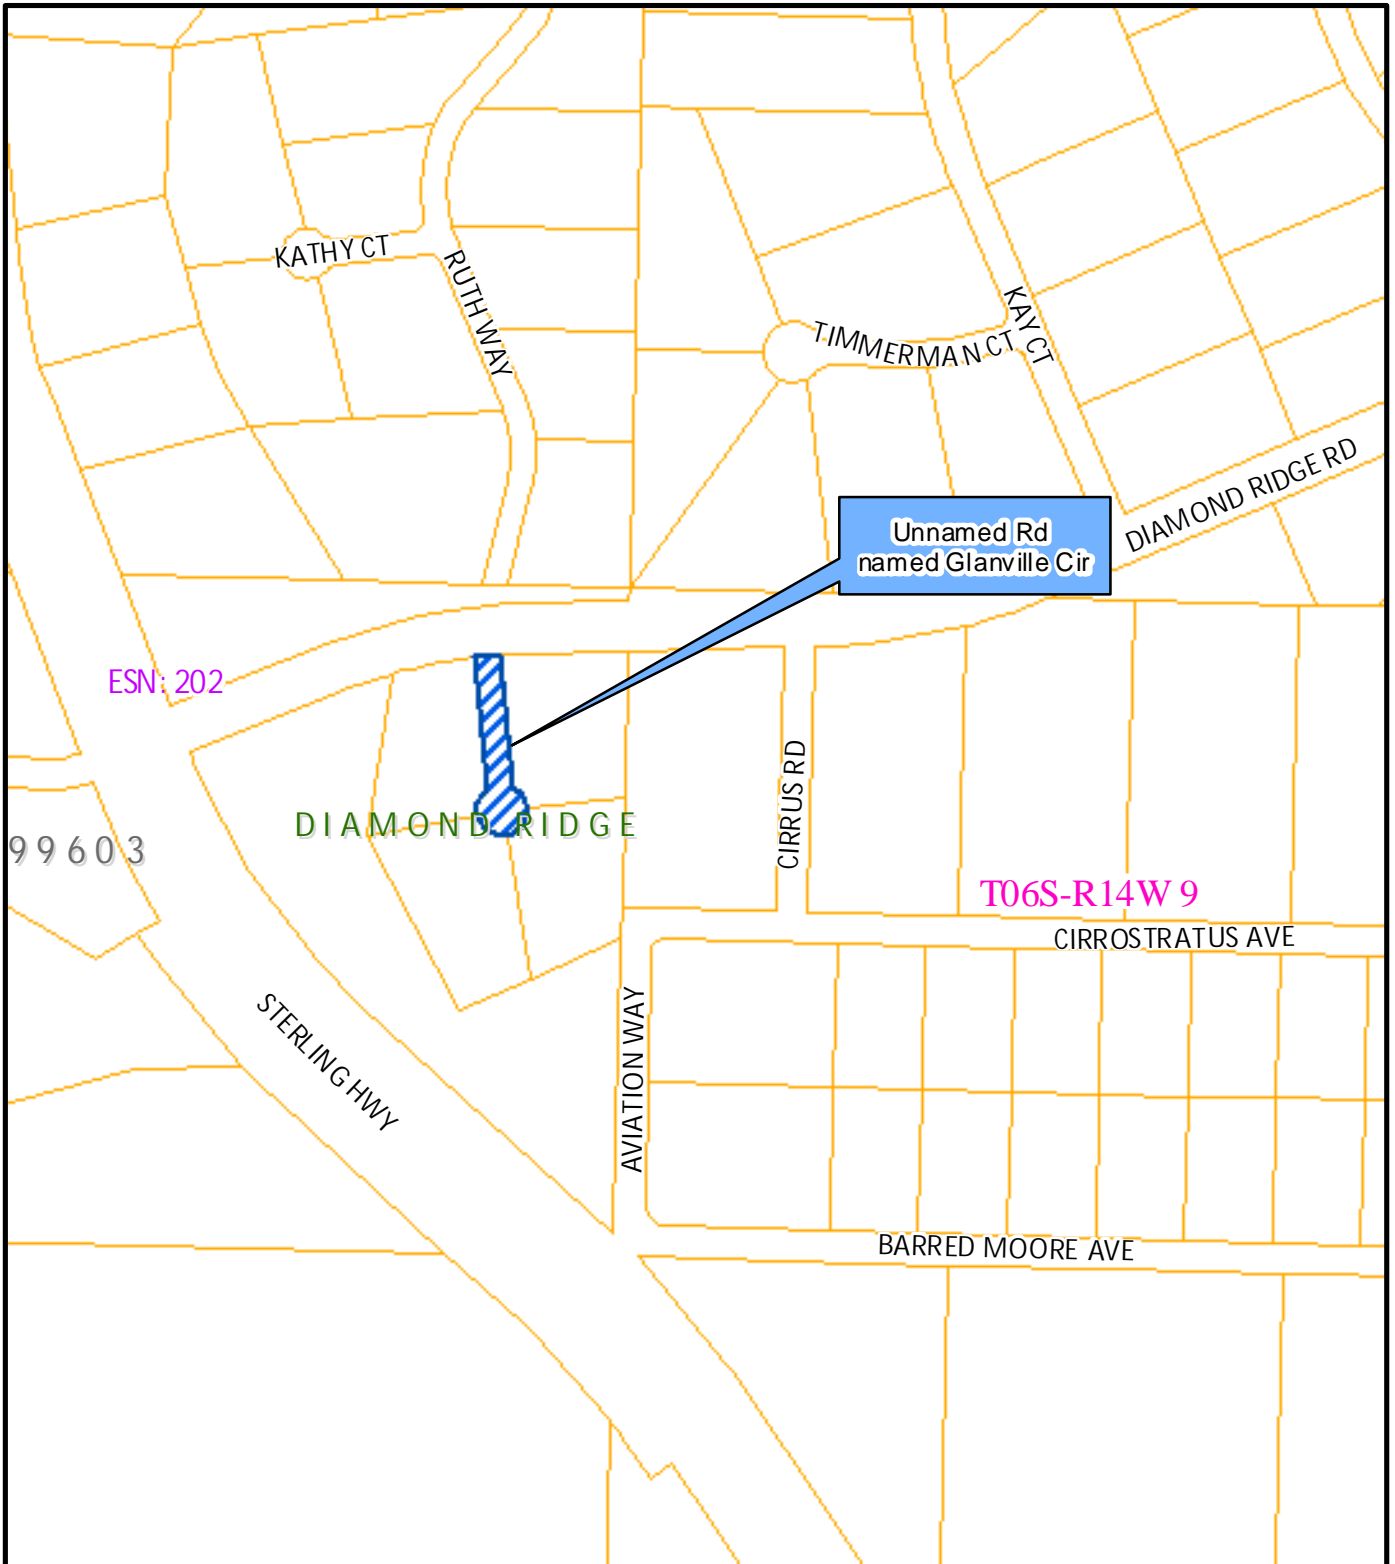 KATHY CT
RUTH WAY
KAY CT
TIMMERMAN CT
DIAMOND RIDGE RD
Unnamed Rd
named Glanville Cir
ESN: 202
CIRRUS RD
DIAMOND RIDGE
99603
T06S-R14W 9
CIRROSTRATUS AVE
STERLING HWY
AVIATION WAY
BARRED MOORE AVE